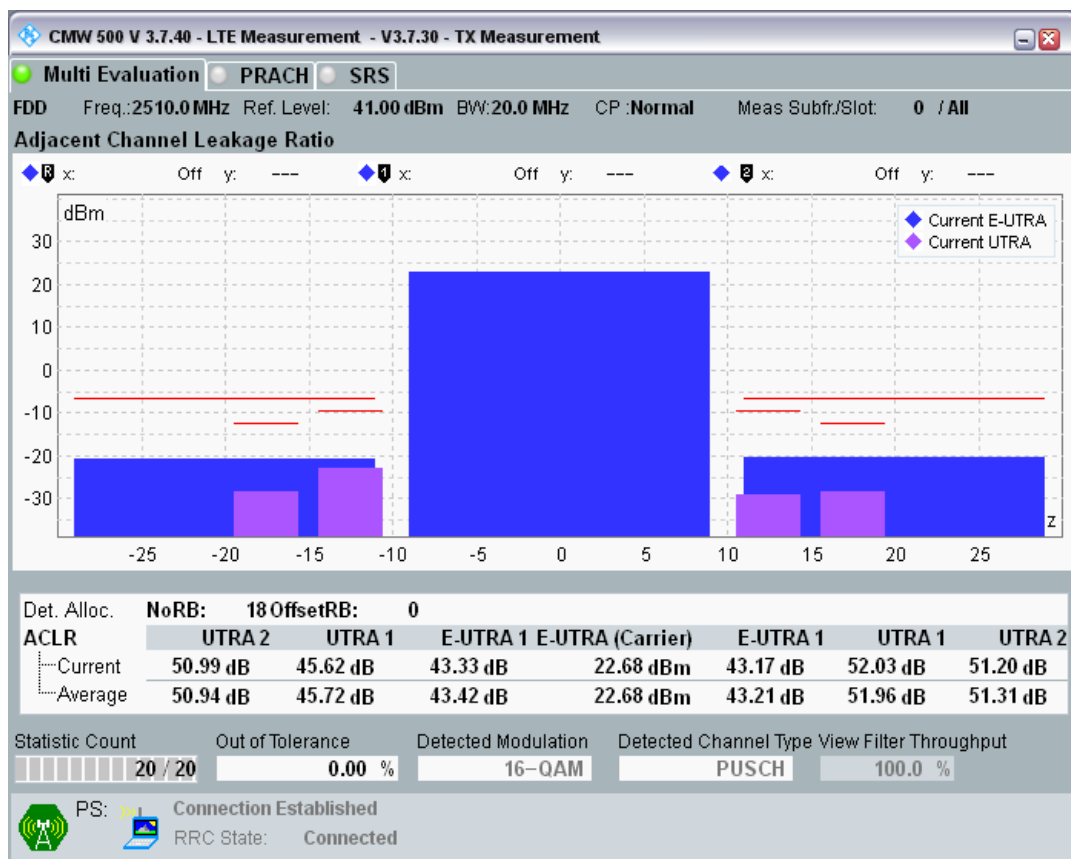 CMW 500 V 3.7.40 - LTE Measurement - V3.7.30 - TX Measurement
Multi Evaluation PRACH SRS
FDD Freq.:2510.0 MHz Ref. Level: 41.00 dBm BW:20.0 MHz CP :Normal Meas Subfr./Slot: 0 / All
Adjacent Channel Leakage Ratio
R x: Off y: --- 1 x: Off y: --- 2 x: Off y: ---
dBm
Current E-UTRA
Current UTRA
30
20
10
0
-10
-20
-30
z
-25 -20 -15 -10 -5 0 5 10 15 20 25
Det. Alloc. NoRB: 18 OffsetRB: 0
ACLR UTRA 2 UTRA 1 E-UTRA 1 E-UTRA (Carrier) E-UTRA 1 UTRA 1 UTRA 2
Current 50.99 dB 45.62 dB 43.33 dB 22.68 dBm 43.17 dB 52.03 dB 51.20 dB
Average 50.94 dB 45.72 dB 43.42 dB 22.68 dBm 43.21 dB 51.96 dB 51.31 dB
Statistic Count Out of Tolerance Detected Modulation Detected Channel Type View Filter Throughput
20 / 20 0.00 % 16-QAM PUSCH 100.0 %
PS: Connection Established
RRC State: Connected